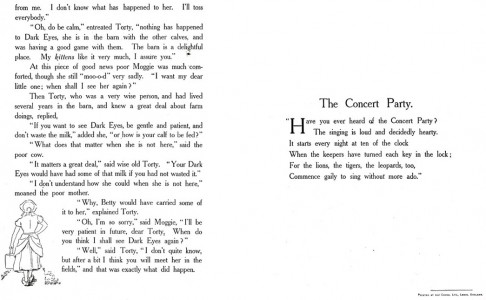 from me. I don't know what has happened to her. I'll toss
everybody."
"Oh, do be calm," entreated Torty, "nothing has happened
to Dark Eyes, she is in the barn with the other calves, and
was having a good game with them. The barn is a delightful
place. My kittens like it very much, I assure you."
At this piece of good news poor Moggie was much com-
forted, though she still "moo-o-d" very sadly. "I want my dear
little one; when shall I see her again?"
Then Torty, who was a very wise person, and had lived
several years in the barn, and knew a great deal about farm
doings, replied,
"If you want to see Dark Eyes, be gentle and patient, and
don't waste the milk," added she, "or how is your calf to be fed?"
"What does that matter when she is not here," said the
poor cow.
"It matters a great deal," said wise old Torty. "Your Dark
Eyes would have had some of that milk if you had not wasted it."
"I don't understand how she could when she is not here,"
moaned the poor mother.
"Why, Betty would have carried some of
it to her," explained Torty.
"Oh, I'm so sorry," said Moggie, "I'll be
very patient in future, dear Torty, When do
you think I shall see Dark Eyes again?"
"Well," said Torty, "I don't quite know,
but after a bit I think you will meet her in the
fields," and that was exactly what did happen.
The Concert Party.
"Have you ever heard of the Concert Party?
The singing is loud and decidedly hearty.
It starts every night at ten of the clock
When the keepers have turned each key in the lock;
For the lions, the tigers, the leopards, too,
Commence gaily to sing without more ado."